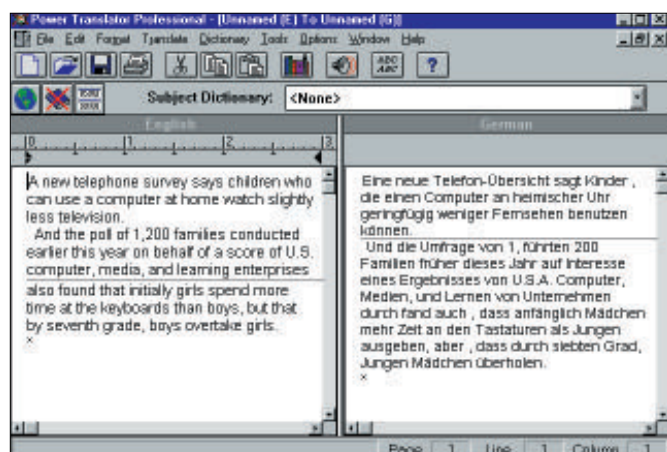 Power Translator Professional - [Unnamed (E) To Unnamed (G)]
File Edit Format Translate Dictionary Tools Options Window Help
ABC
ABC
?
Subject Dictionary: <None>
English
German
0 1 2 3
A new telephone survey says children who
can use a computer at home watch slightly
less television.
And the poll of 1,200 families conducted
earlier this year on behalf of a score of U.S.
computer, media, and learning enterprises
also found that initially girls spend more
time at the keyboards than boys, but that
by seventh grade, boys overtake girls.
Eine neue Telefon-Übersicht sagt Kinder ,
die einen Computer an heimischer Uhr
geringfügig weniger Fernsehen benutzen
können.
Und die Umfrage von 1, führten 200
Familien früher dieses Jahr auf Interesse
eines Ergebnisses von U.S.A. Computer,
Medien, und Lernen von Unternehmen
durch fand auch , dass anfänglich Mädchen
mehr Zeit an den Tastaturen als Jungen
ausgeben, aber , dass durch siebten Grad,
Jungen Mädchen überholen.
Page 1 Line 1 Column 1